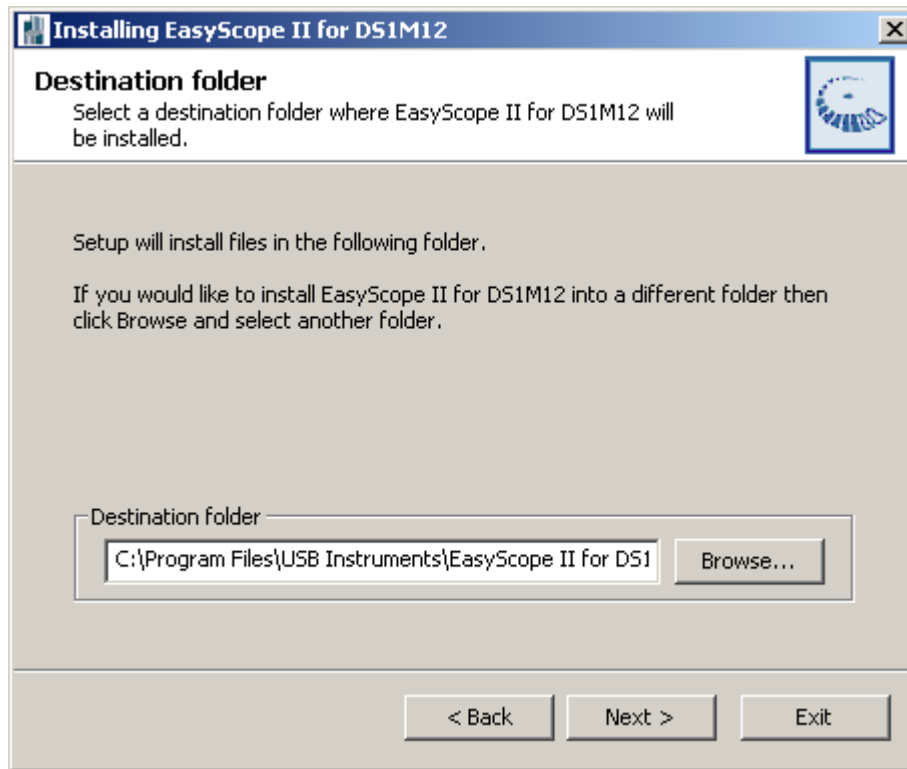 Installing EasyScope II for DS1M12
Destination folder
Select a destination folder where EasyScope II for DS1M12 will
be installed.
Setup will install files in the following folder.
If you would like to install EasyScope II for DS1M12 into a different folder then
click Browse and select another folder.
Destination folder
C:\Program Files\USB Instruments\EasyScope II for DS1
Browse...
< Back
Next >
Exit